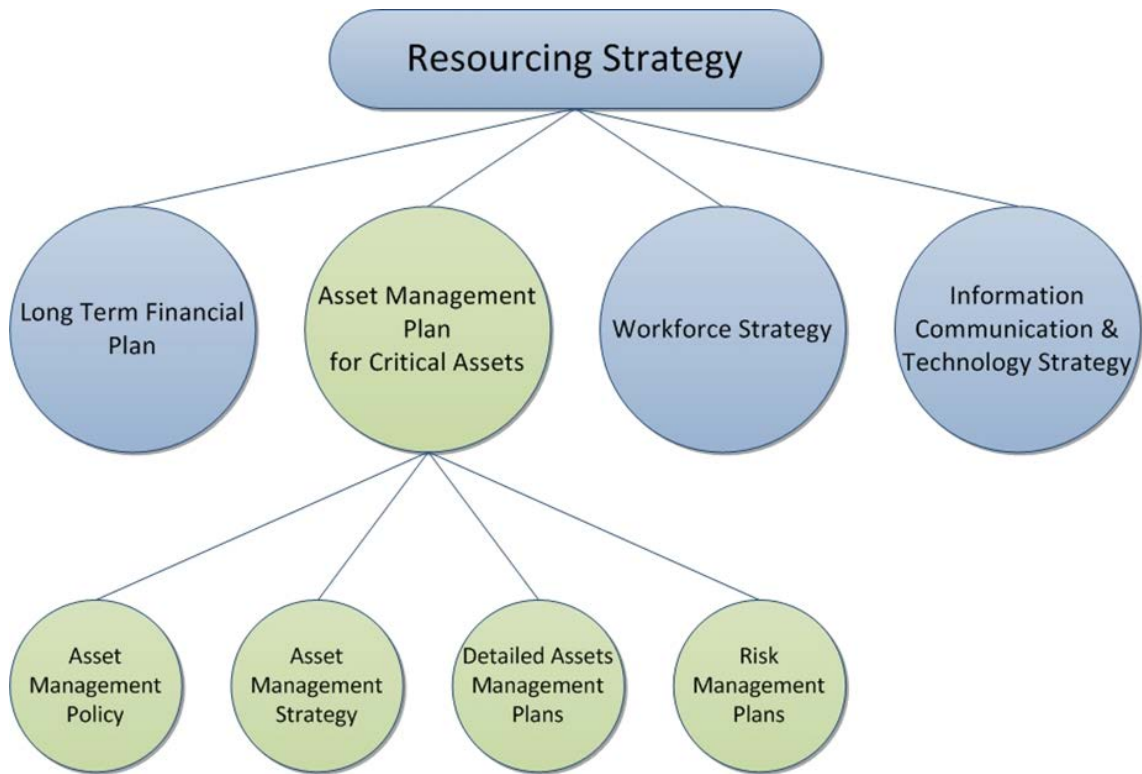 Resourcing Strategy
Long Term Financial
Plan
Asset Management
Plan
for Critical Assets
Workforce Strategy
Information
Communication &
Technology Strategy
Asset
Management
Policy
Asset
Management
Strategy
Detailed Assets
Management
Plans
Risk
Management
Plans